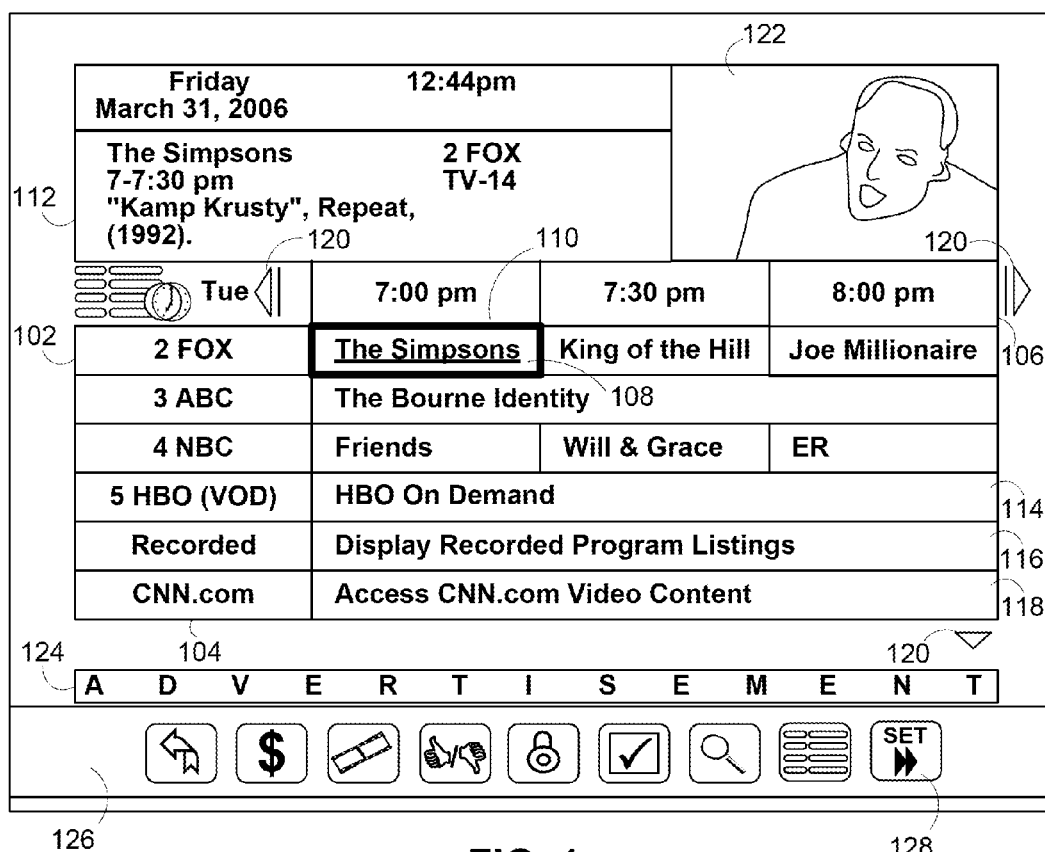 122
Friday 12:44pm
March 31, 2006
The Simpsons 2 FOX
7-7:30 pm TV-14
"Kamp Krusty", Repeat,
(1992).
112
120
110
120
Tue 7:00 pm 7:30 pm 8:00 pm
102
2 FOX The Simpsons King of the Hill Joe Millionaire
106
3 ABC The Bourne Identity
108
4 NBC Friends Will & Grace ER
5 HBO (VOD) HBO On Demand
114
Recorded Display Recorded Program Listings
116
CNN.com Access CNN.com Video Content
118
124
104
120
A D V E R T I S E M E N T
$ SET
126
128